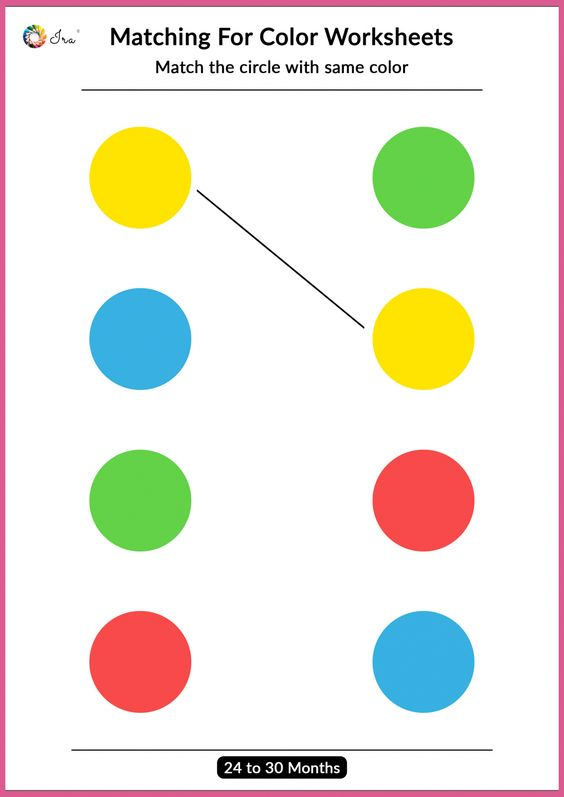 Ira
Matching For Color Worksheets
Match the circle with same color
24 to 30 Months